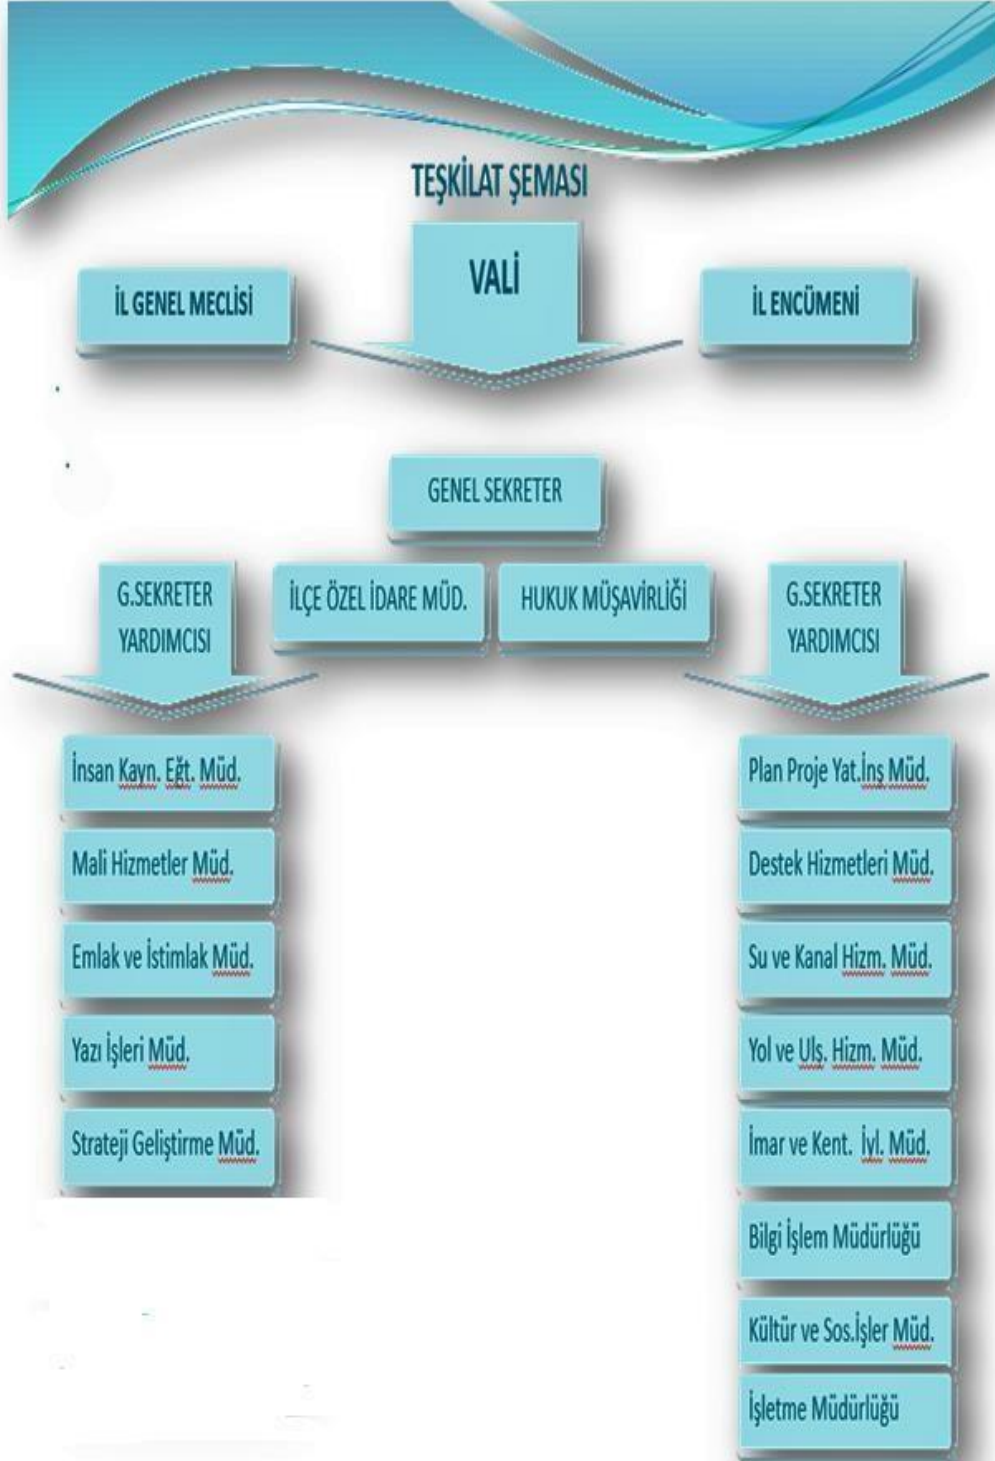 TEŞKİLAT ŞEMASI
İL GENEL MECLİSİ
VALİ
İL ENCÜMENİ
GENEL SEKRETER
G.SEKRETER
YARDIMCISI
İLÇE ÖZEL İDARE MÜD.
HUKUK MÜŞAVİRLİĞİ
G.SEKRETER
YARDIMCISI
İnsan Kayn. Eğt. Müd.
Mali Hizmetler Müd.
Emlak ve İstimlak Müd.
Yazı İşleri Müd.
Strateji Geliştirme Müd.
Plan Proje Yat.İnş Müd.
Destek Hizmetleri Müd.
Su ve Kanal Hizm. Müd.
Yol ve Ulş. Hizm. Müd.
İmar ve Kent. İyl. Müd.
Bilgi İşlem Müdürlüğü
Kültür ve Sos.İşler Müd.
İşletme Müdürlüğü